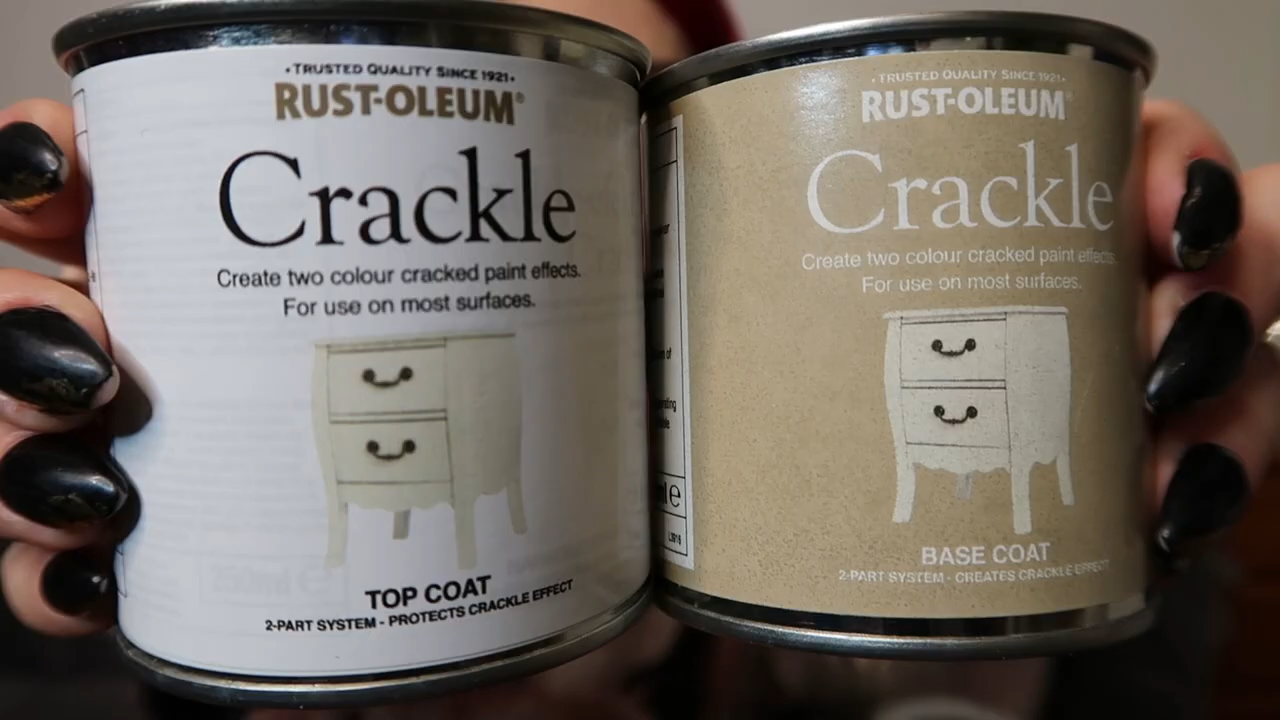 •TRUSTED QUALITY SINCE 1921•
RUST-OLEUM®
Crackle
Create two colour cracked paint effects.
For use on most surfaces.
TOP COAT
2-PART SYSTEM - PROTECTS CRACKLE EFFECT
• TRUSTED QUALITY SINCE 1921•
RUST-OLEUM®
Crackle
Create two colour cracked paint effects.
For use on most surfaces.
BASE COAT
2-PART SYSTEM - CREATES CRACKLE EFFECT